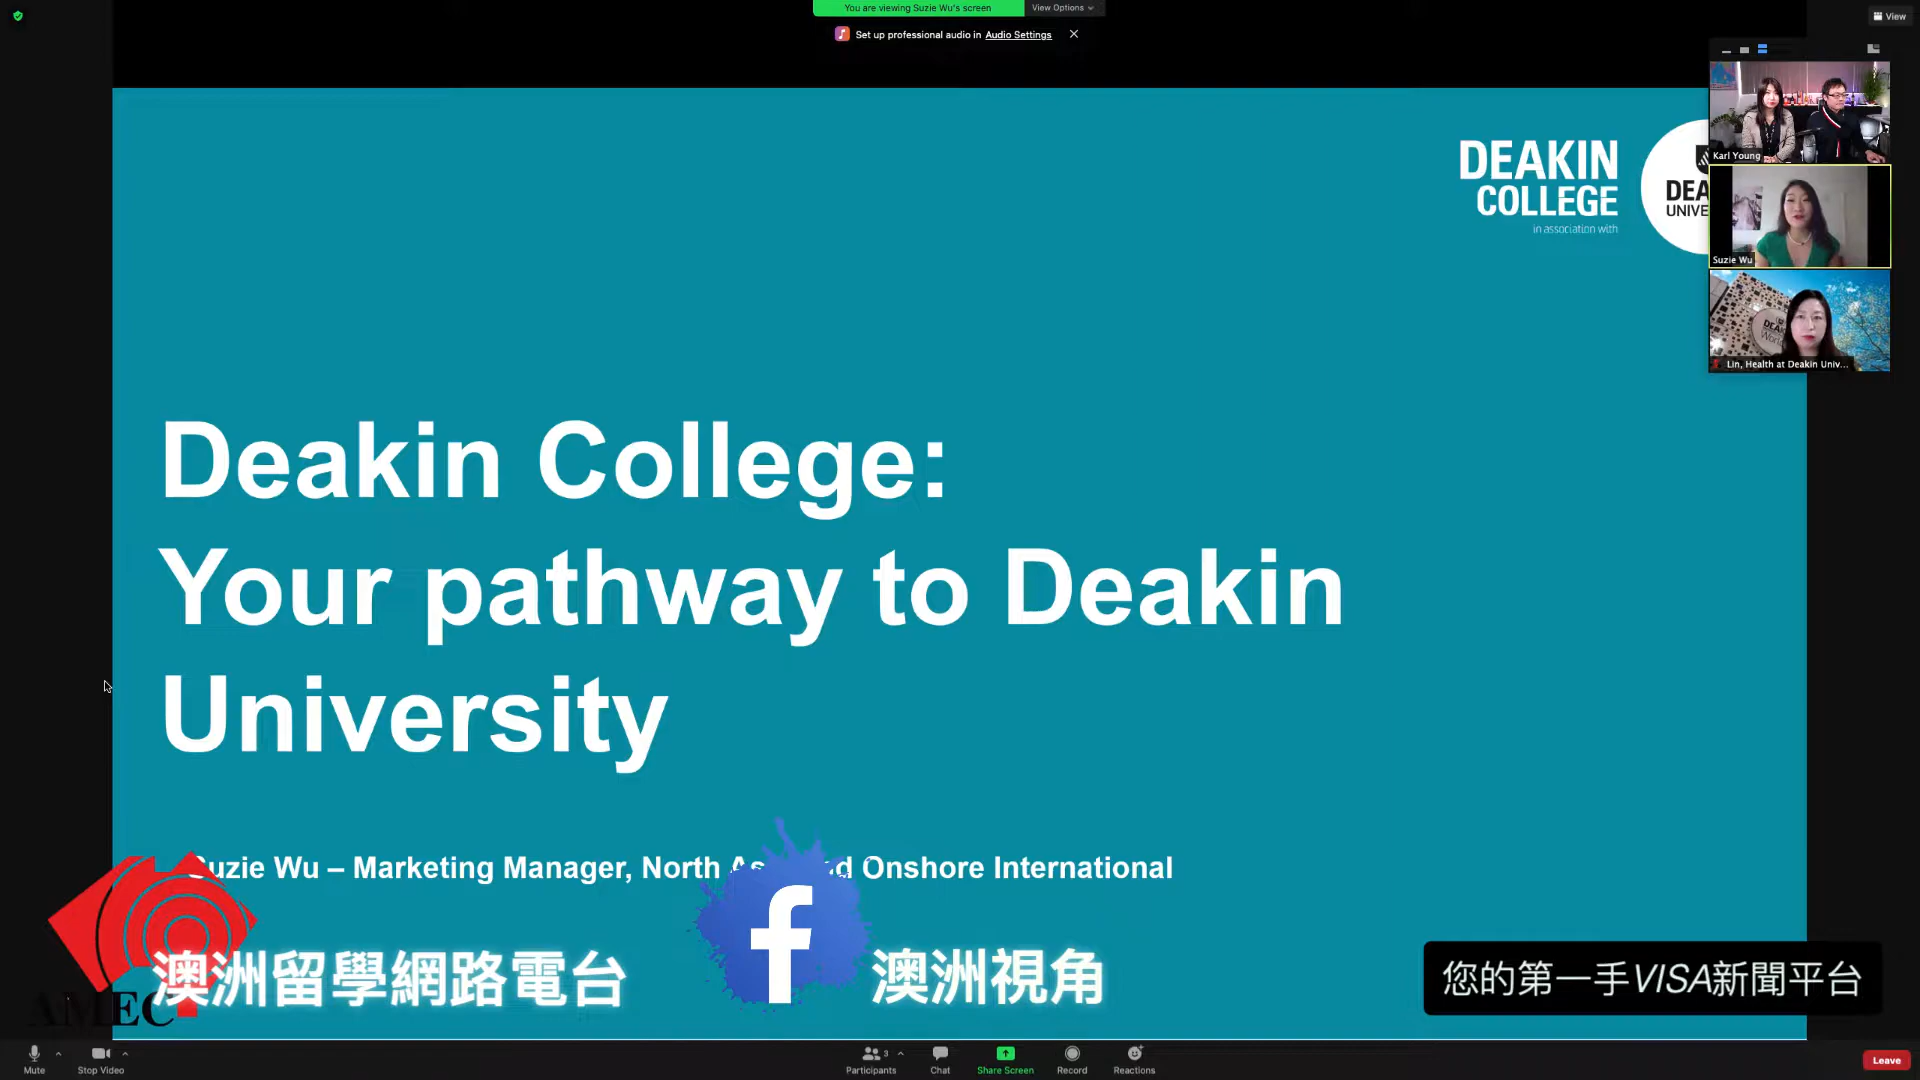 You are viewing Suzie Wu's screen
View Options
View
Set up professional audio in Audio Settings
Karl Young
DEAKIN
COLLEGE
in association with
DEA
UNIVE
Suzie Wu
Lin, Health at Deakin Univ...
Deakin College:
Your pathway to Deakin
University
Suzie Wu – Marketing Manager, North As d Onshore International
澳洲留學網路電台
f
澳洲視角
您的第一手VISA新聞平台
AMEC
Mute
Stop Video
Participants
3
Chat
Share Screen
Record
Reactions
Leave